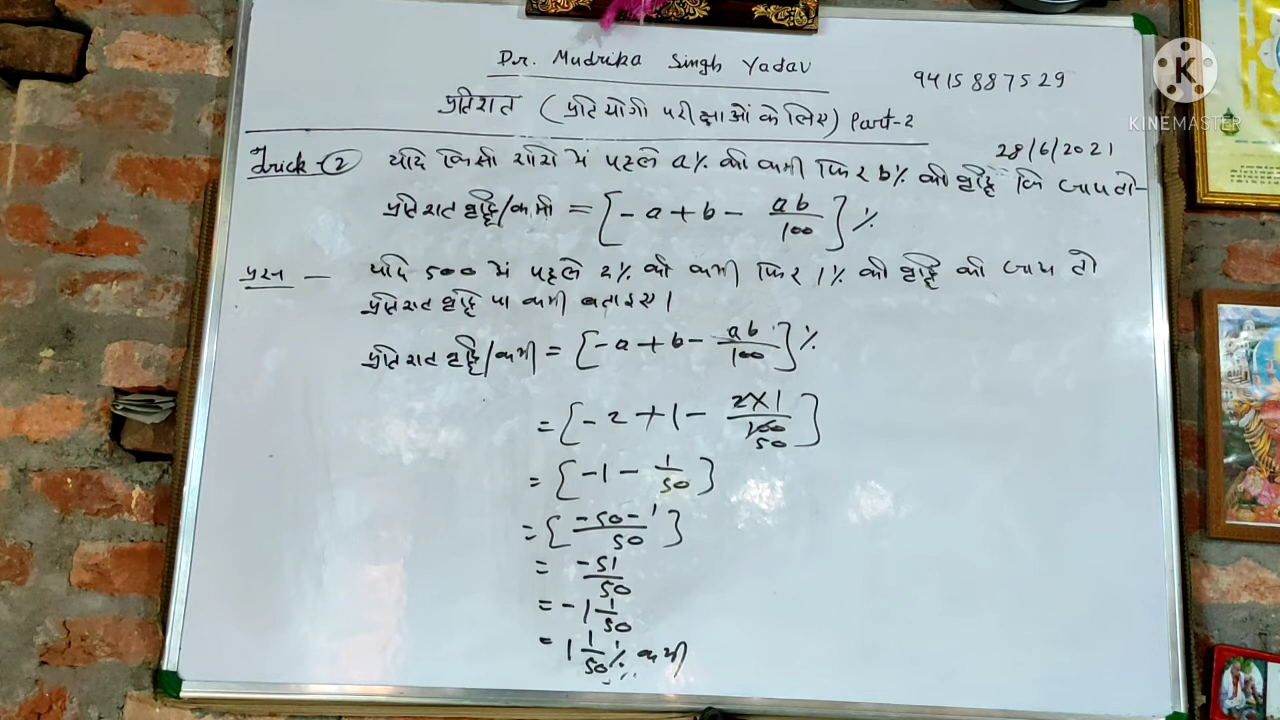 Dr. Mudrika Singh Yadav
9415887529
KINEMASTER
प्रतिशत (प्रतियोगी परीक्षाओं के लिए) Part-2
28/6/2021
Trick-2 यदि किसी राशि में पहले a% की कमी फिर b% की वृद्धि कि जाय तो-
प्रतिशत वृद्धि/कमी = [-a+b- ab/100]%
प्रश्न — यदि 500 में पहले 2% की कमी फिर 1% की वृद्धि की जाय तो
प्रतिशत वृद्धि या कमी बताइए।
प्रतिशत वृद्धि/कमी = [-a+b- ab/100]%
= [-2+1- 2×1/100 50]
= [-1- 1/50]
= [-50-1/50]
= -51/50
= -1 1/50
= 1 1/50% कमी